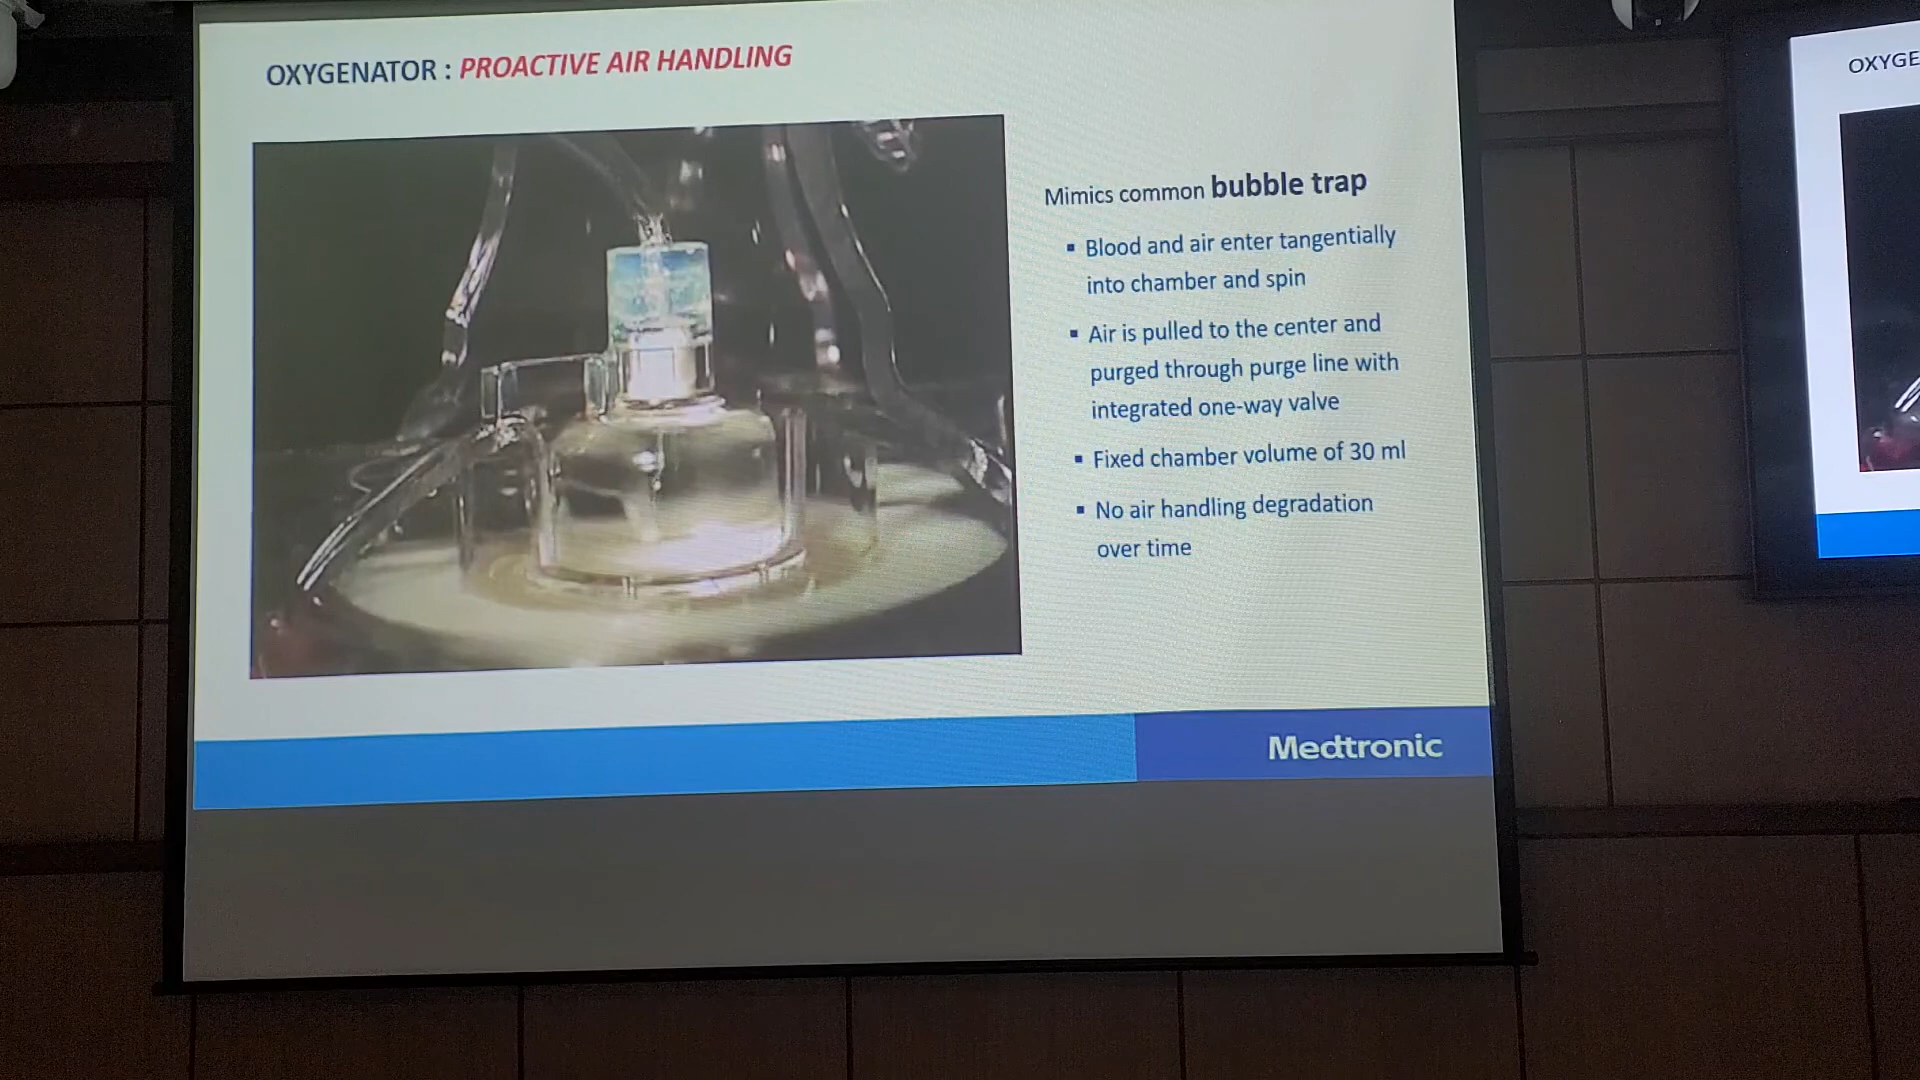 OXYGENATOR : PROACTIVE AIR HANDLING
Mimics common bubble trap
▪ Blood and air enter tangentially
into chamber and spin
▪ Air is pulled to the center and
purged through purge line with
integrated one-way valve
▪ Fixed chamber volume of 30 ml
▪ No air handling degradation
over time
Medtronic
OXYGE